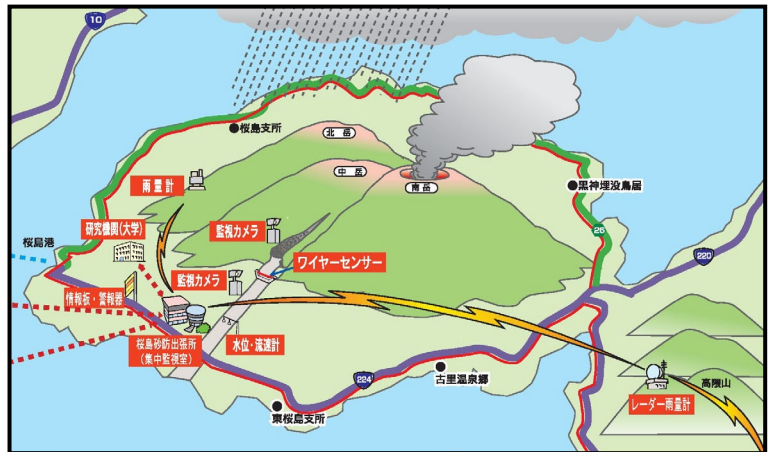 10
桜島支所
北岳
中岳
南岳
雨量計
黒神埋没鳥居
研究機関(大学)
監視カメラ
26
桜島港
220
ワイヤーセンサー
監視カメラ
情報板・警報器
桜島砂防出張所
(集中監視室)
水位・流速計
224
古里温泉郷
高隈山
レーダー雨量計
東桜島支所